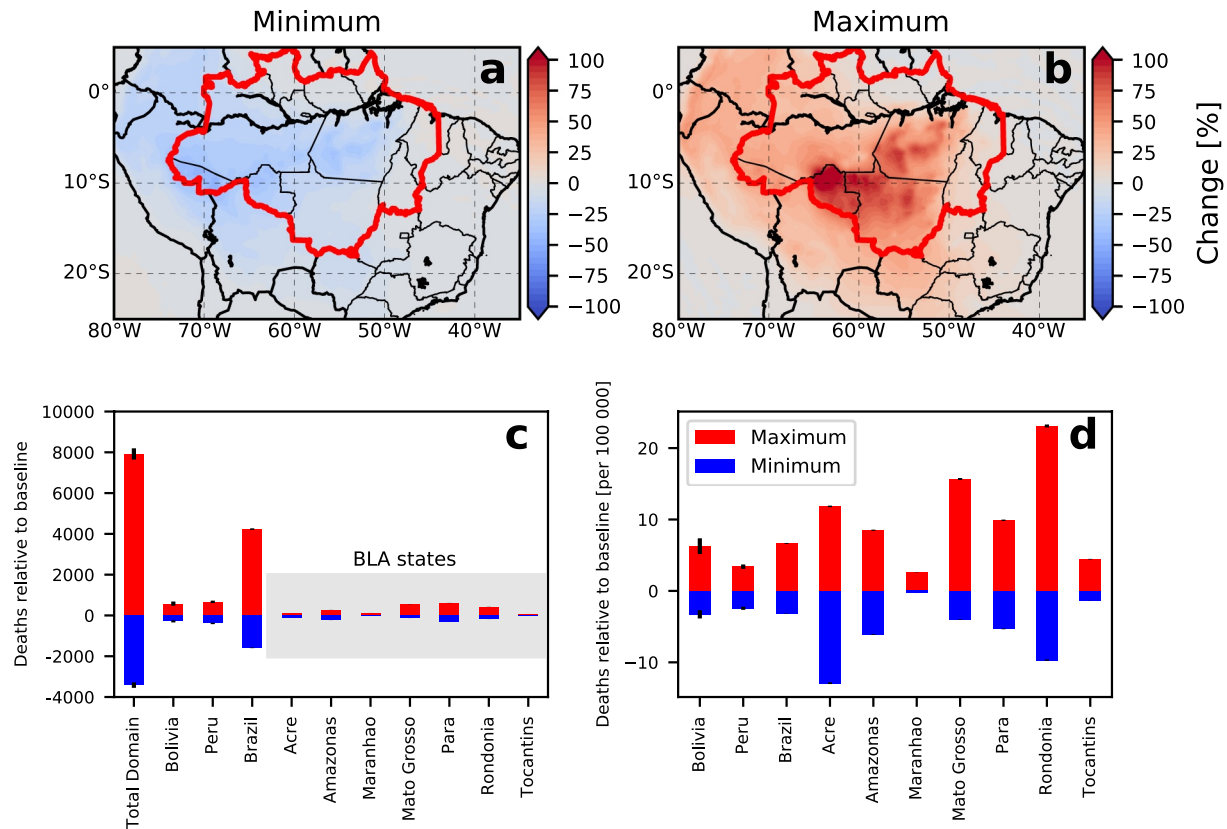 Minimum
Maximum
a
b
0°
10°S
20°S
80°W
70°W
60°W
50°W
40°W
100
75
50
25
0
−25
−50
−75
−100
0°
10°S
20°S
80°W
70°W
60°W
50°W
40°W
100
75
50
25
0
−25
−50
−75
−100
Change [%]
Deaths relative to baseline
10000
8000
6000
4000
2000
0
-2000
-4000
c
BLA states
Total Domain
Bolivia
Peru
Brazil
Acre
Amazonas
Maranhao
Mato Grosso
Para
Rondonia
Tocantins
Deaths relative to baseline [per 100 000]
20
10
0
−10
Maximum
Minimum
d
Bolivia
Peru
Brazil
Acre
Amazonas
Maranhao
Mato Grosso
Para
Rondonia
Tocantins